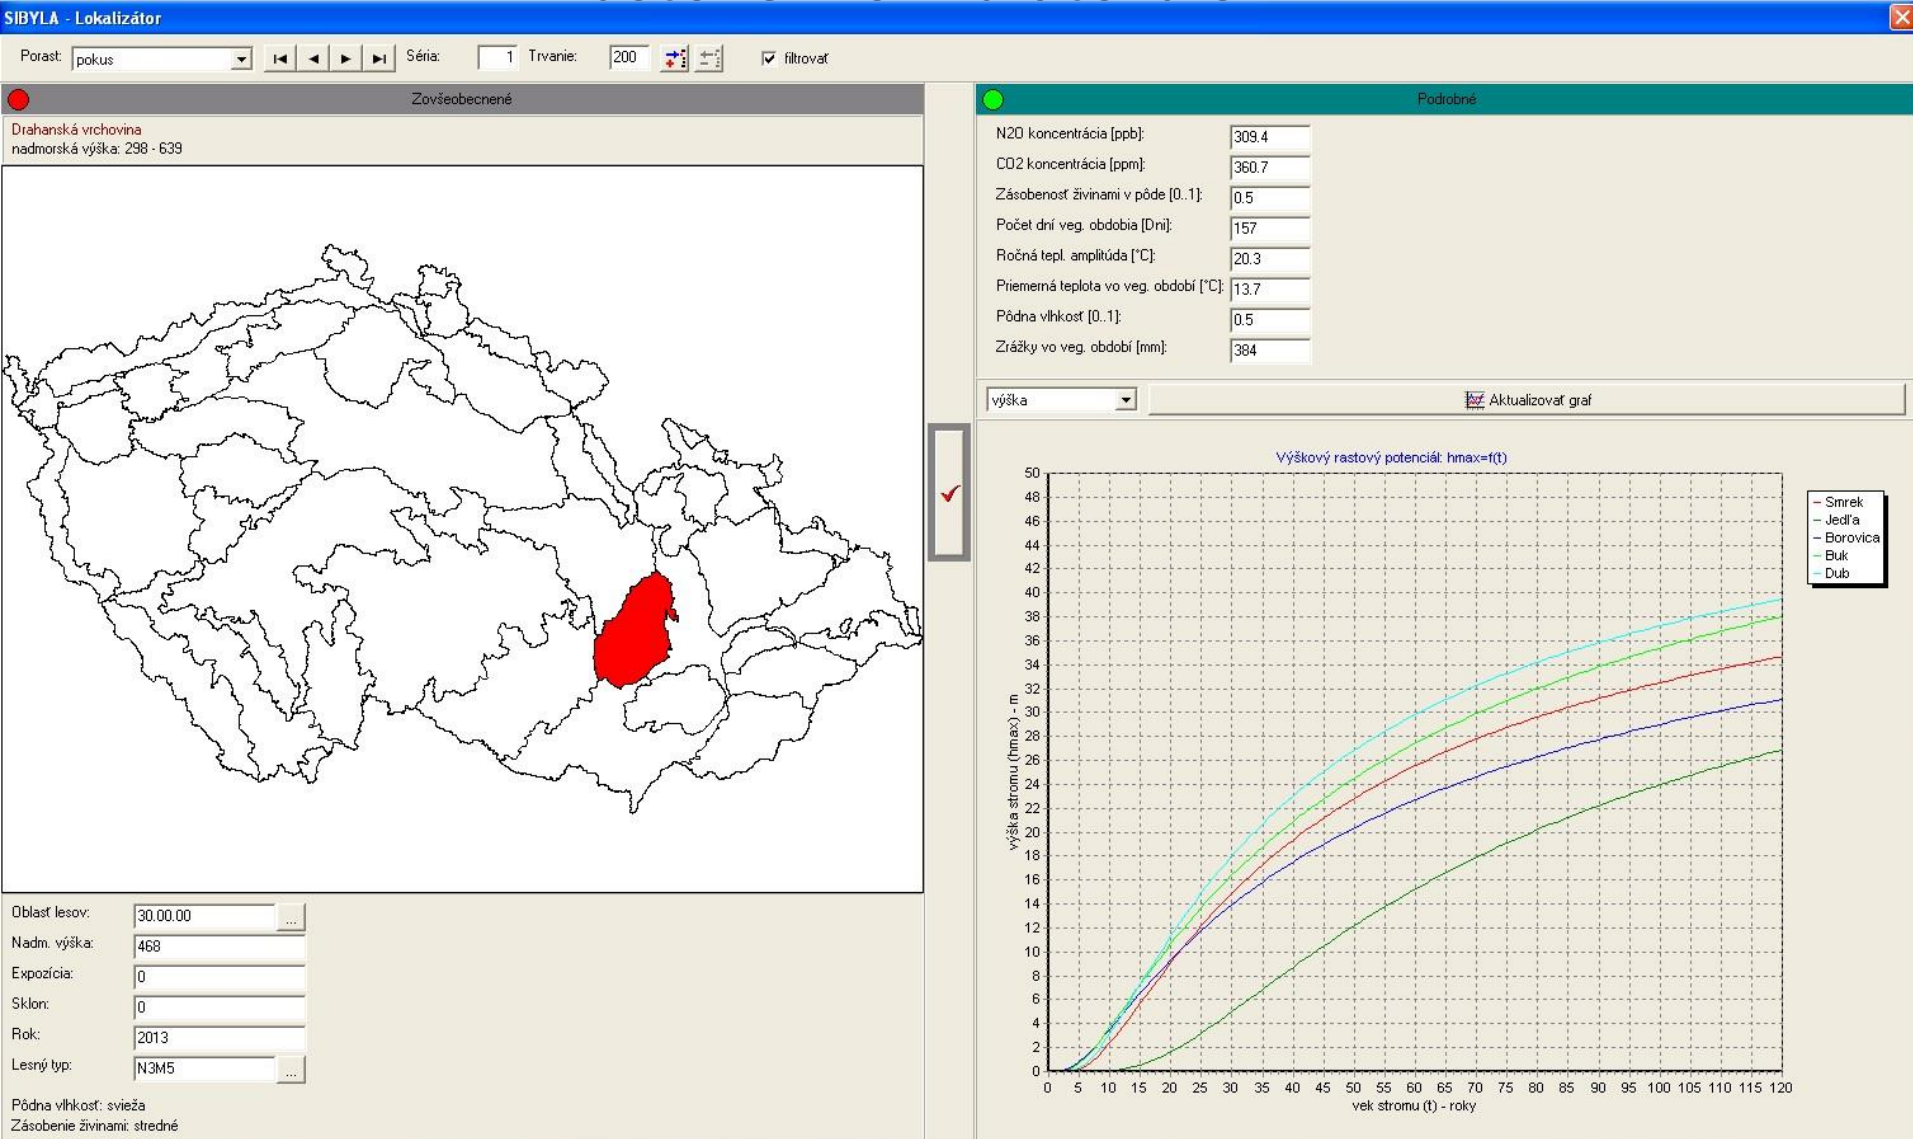 SIBYLA - Lokalizátor
Porast: pokus Séria: 1 Trvanie: 200 filtrovať
Zovšeobecnené
Drahanská vrchovina
nadmorská výška: 298 - 639
Oblasť lesov: 30.00.00 ...
Nadm. výška: 468
Expozícia: 0
Sklon: 0
Rok: 2013
Lesný typ: N3M5 ...
Pôdna vlhkosť: svieža
Zásobenie živinami: stredné
Podrobné
N2O koncentrácia [ppb]: 309.4
CO2 koncentrácia [ppm]: 360.7
Zásobenosť živinami v pôde [0..1]: 0.5
Počet dní veg. obdobia [Dni]: 157
Ročná tepl. amplitúda [°C]: 20.3
Priemerná teplota vo veg. období [°C]: 13.7
Pôdna vlhkosť [0..1]: 0.5
Zrážky vo veg. období [mm]: 384
výška Aktualizovať graf
Výškový rastový potenciál: hmax=f(t)
50
48
46
44
42
40
38
36
34
32
30
28
26
24
22
20
18
16
14
12
10
8
6
4
2
0
výška stromu (hmax) - m
0 5 10 15 20 25 30 35 40 45 50 55 60 65 70 75 80 85 90 95 100 105 110 115 120
vek stromu (t) - roky
Smrek
Jedľa
Borovica
Buk
Dub